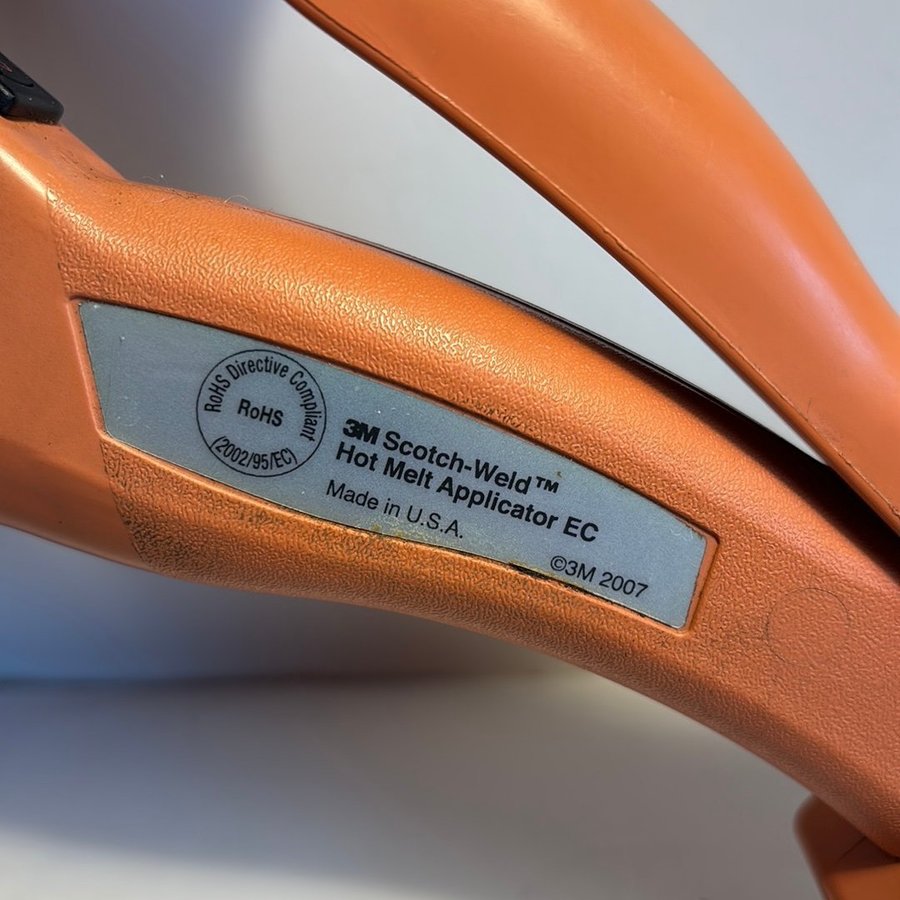 RoHS Directive Compliant
RoHS
(2002/95/EC)
3M Scotch-Weld™
Hot Melt Applicator EC
Made in U.S.A.
©3M 2007